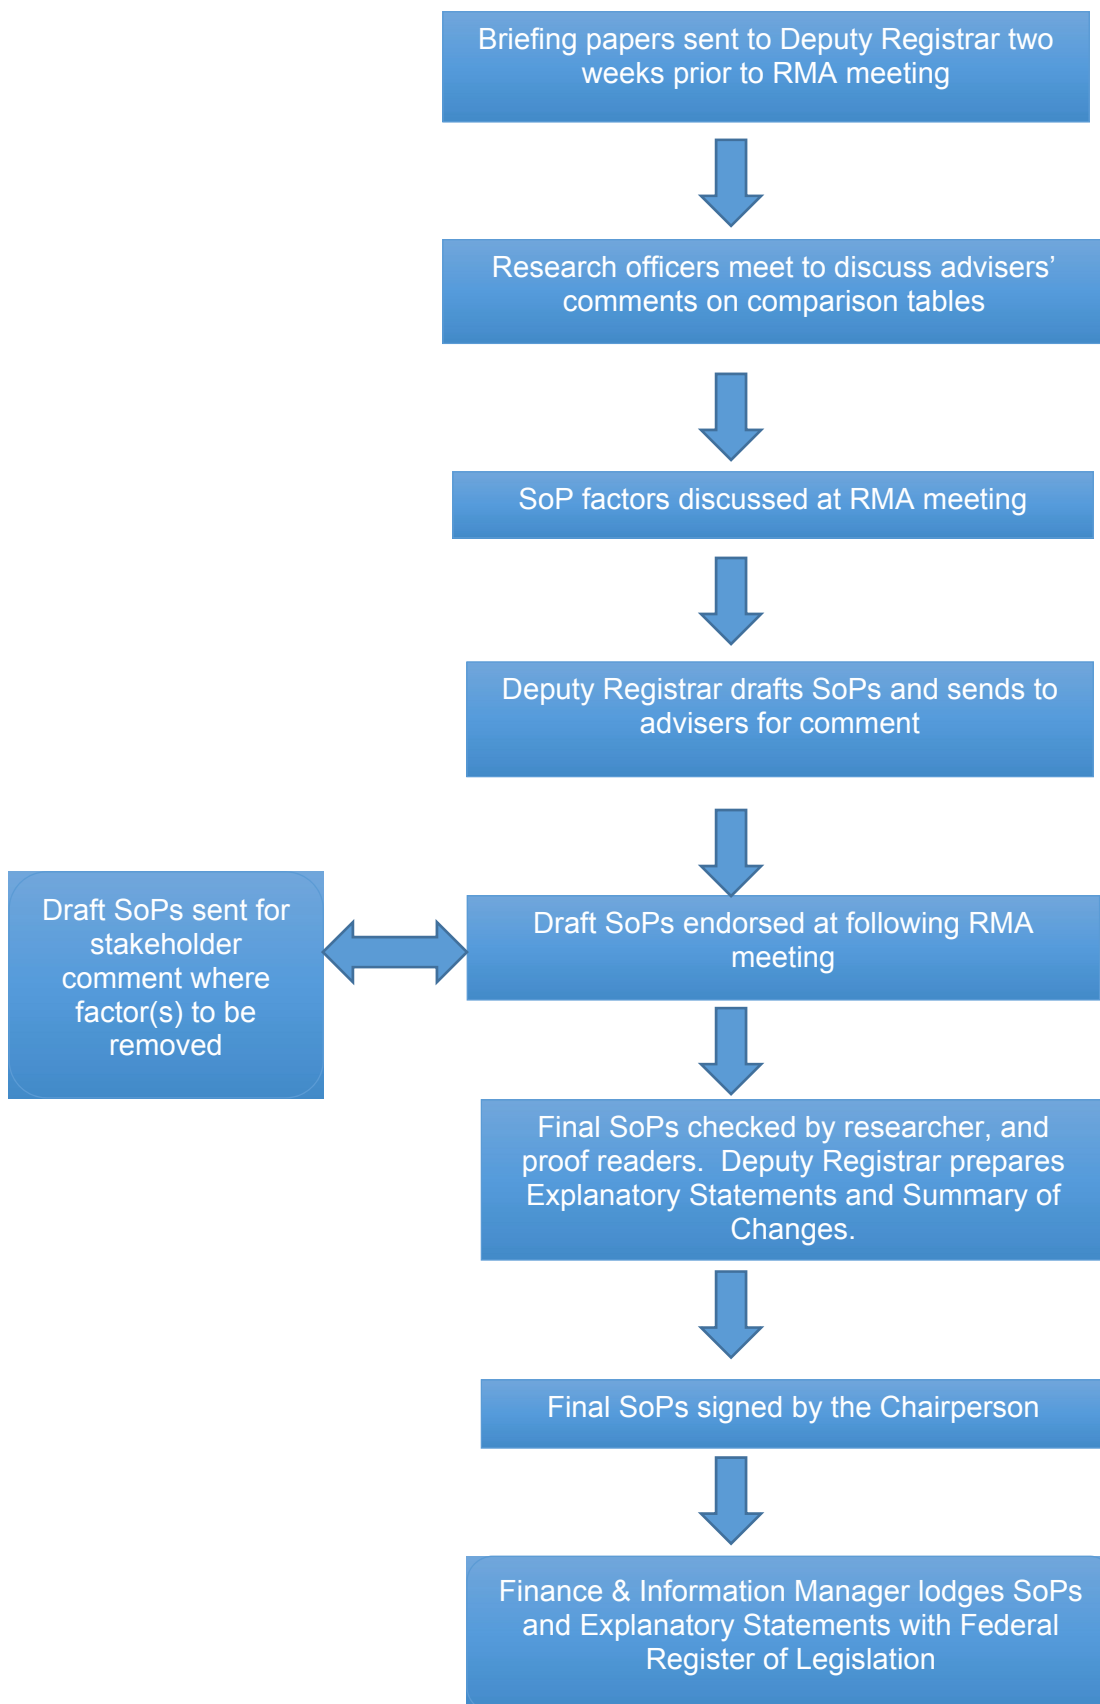 Briefing papers sent to Deputy Registrar two
weeks prior to RMA meeting
Research officers meet to discuss advisers’
comments on comparison tables
SoP factors discussed at RMA meeting
Deputy Registrar drafts SoPs and sends to
advisers for comment
Draft SoPs sent for
stakeholder
comment where
factor(s) to be
removed
Draft SoPs endorsed at following RMA
meeting
Final SoPs checked by researcher, and
proof readers.  Deputy Registrar prepares
Explanatory Statements and Summary of
Changes.
Final SoPs signed by the Chairperson
Finance & Information Manager lodges SoPs
and Explanatory Statements with Federal
Register of Legislation